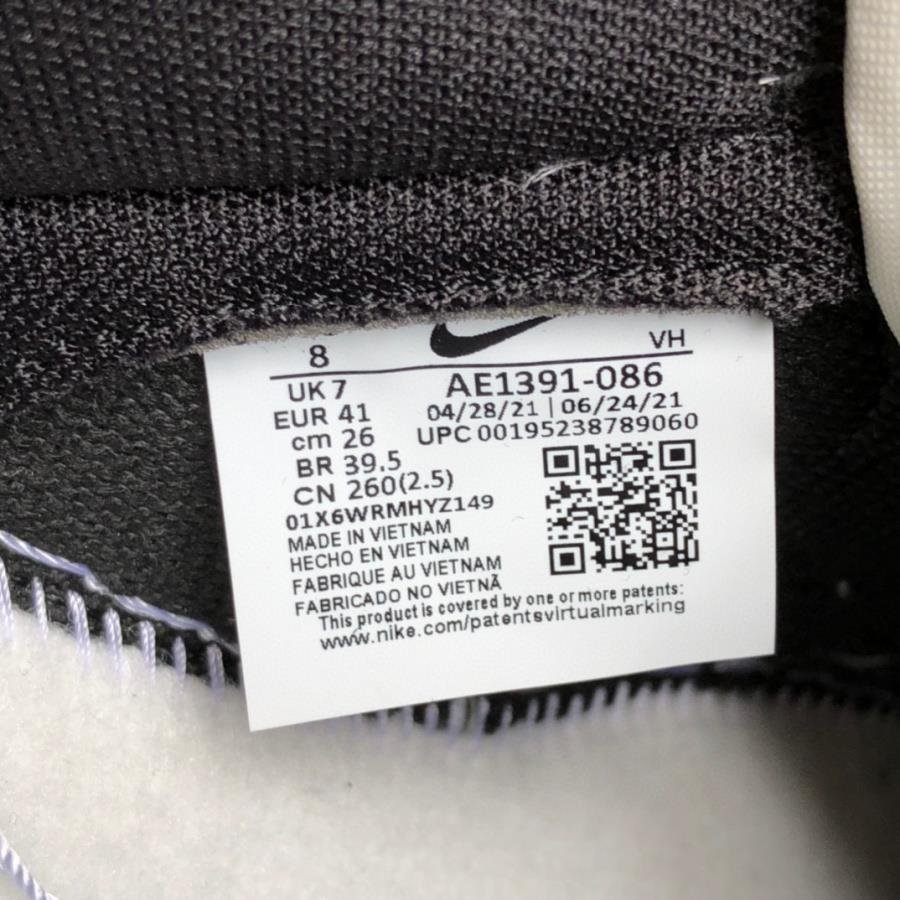 8 VH
UK 7 AE1391-086
EUR 41 04/28/21 | 06/24/21
cm 26 UPC 00195238789060
BR 39.5
CN 260(2.5)
01X6WRMHYZ149
MADE IN VIETNAM
HECHO EN VIETNAM
FABRIQUE AU VIETNAM
FABRICADO NO VIETNÃ
This product is covered by one or more patents:
www.nike.com/patentsvirtualmarking